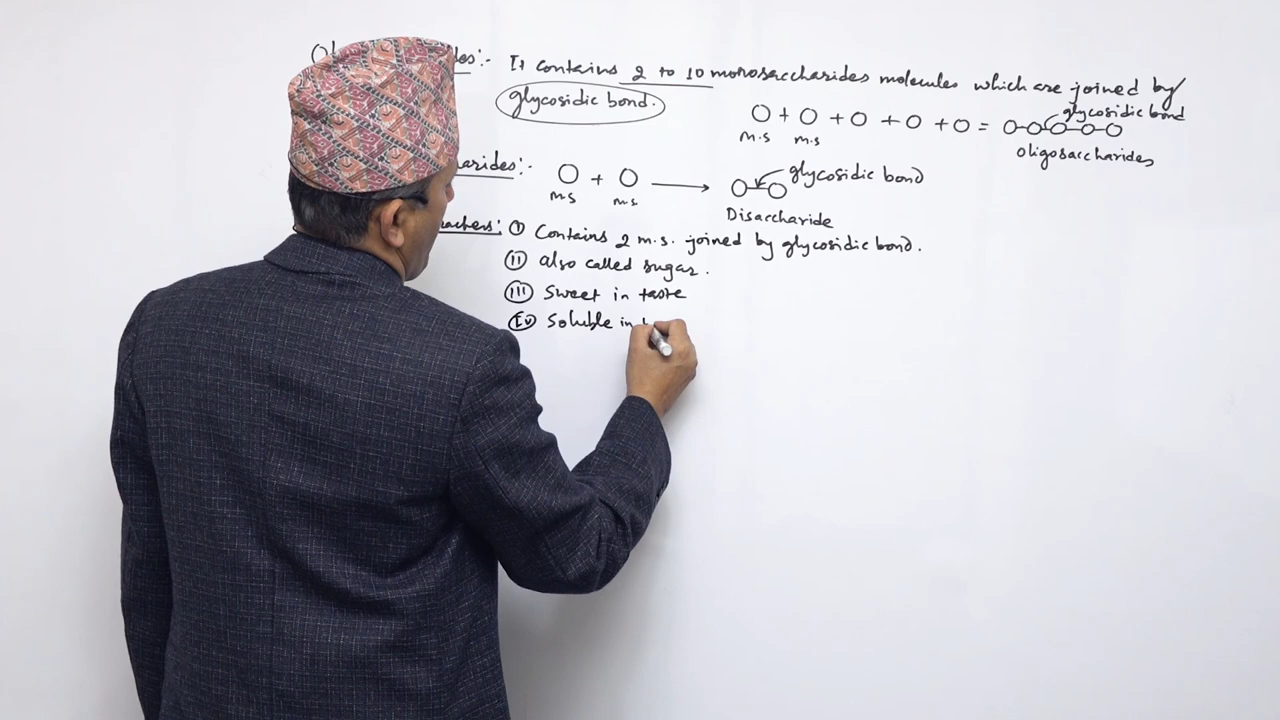 It contains 2 to 10 monosaccharides molecules which are joined by
glycosidic bond.
O + O + O + O + O = O-O-O-O-O glycosidic bond
m.s m.s
Oligosaccharides
O + O → O-O glycosidic bond
m.s m.s
Disaccharide
(I) Contains 2 m.s. joined by glycosidic bond.
(II) also called sugar.
(III) Sweet in taste
(IV) Soluble in